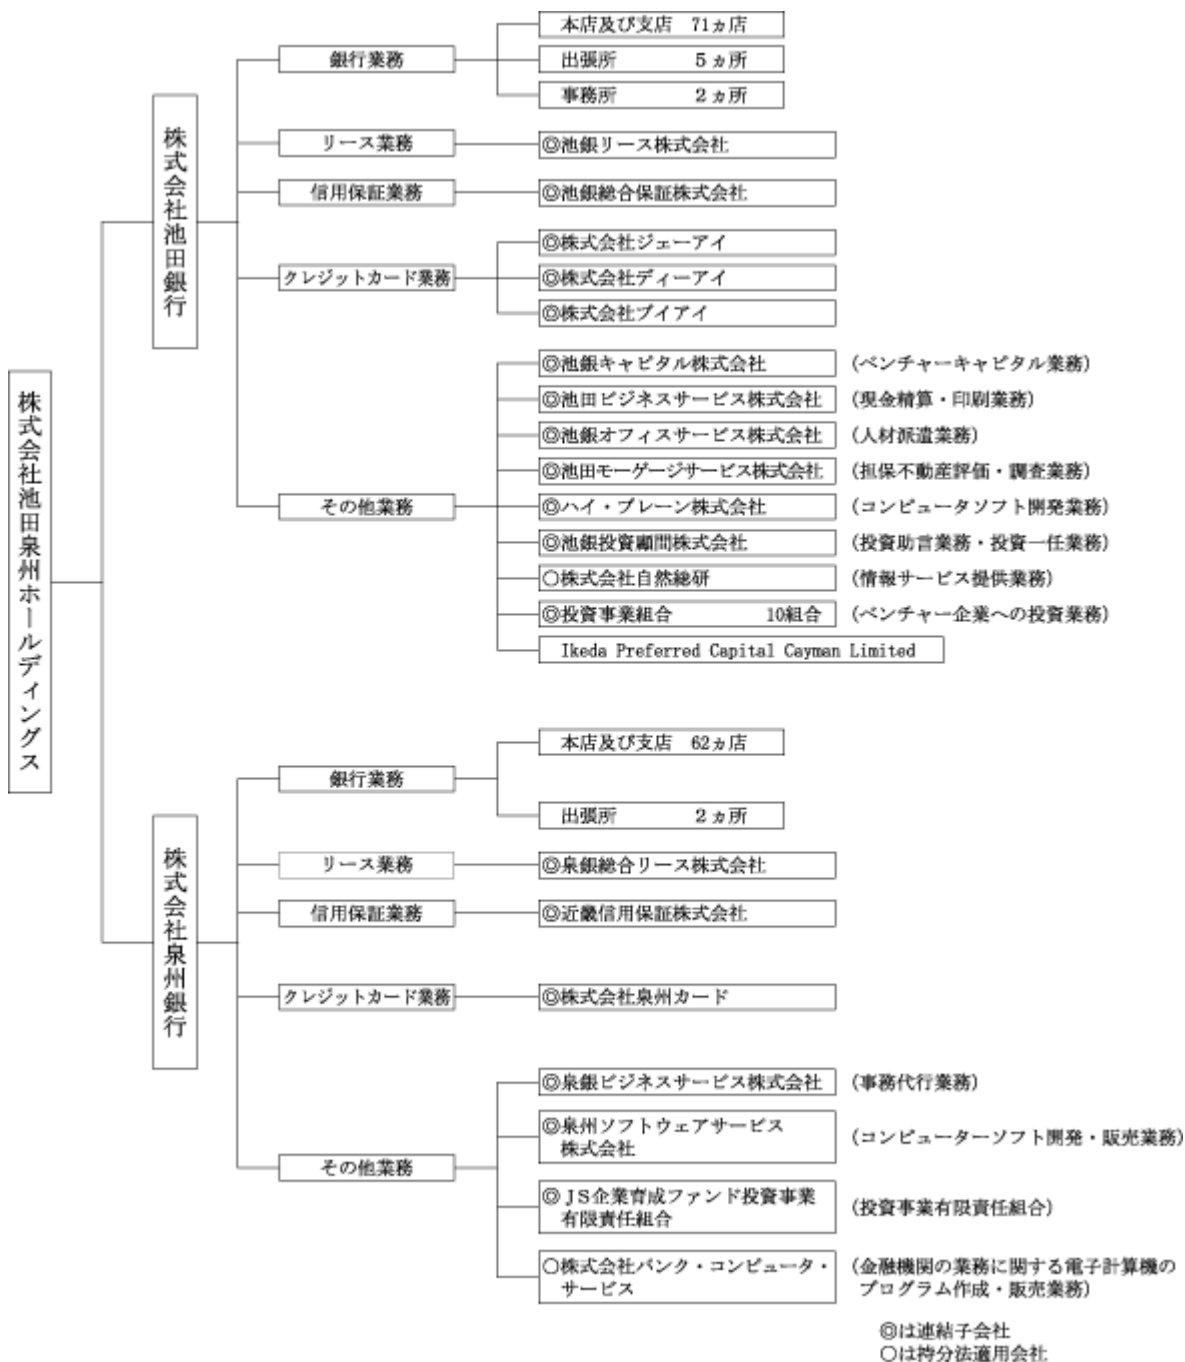 株式会社池田泉州ホールディングス
株式会社池田銀行
銀行業務
本店及び支店 71ヵ店
出張所 5ヵ所
事務所 2ヵ所
リース業務
◎池銀リース株式会社
信用保証業務
◎池銀総合保証株式会社
クレジットカード業務
◎株式会社ジェーアイ
◎株式会社ディーアイ
◎株式会社ブイアイ
その他業務
◎池銀キャピタル株式会社 (ベンチャーキャピタル業務)
◎池田ビジネスサービス株式会社 (現金精算・印刷業務)
◎池銀オフィスサービス株式会社 (人材派遣業務)
◎池田モーゲージサービス株式会社 (担保不動産評価・調査業務)
◎ハイ・ブレーン株式会社 (コンピュータソフト開発業務)
◎池銀投資顧問株式会社 (投資助言業務・投資一任業務)
○株式会社自然総研 (情報サービス提供業務)
◎投資事業組合 10組合 (ベンチャー企業への投資業務)
Ikeda Preferred Capital Cayman Limited
株式会社泉州銀行
銀行業務
本店及び支店 62ヵ店
出張所 2ヵ所
リース業務
◎泉銀総合リース株式会社
信用保証業務
◎近畿信用保証株式会社
クレジットカード業務
◎株式会社泉州カード
その他業務
◎泉銀ビジネスサービス株式会社 (事務代行業務)
◎泉州ソフトウェアサービス
株式会社
(コンピューターソフト開発・販売業務)
◎JS企業育成ファンド投資事業
有限責任組合
(投資事業有限責任組合)
○株式会社バンク・コンピュータ・
サービス
(金融機関の業務に関する電子計算機の
プログラム作成・販売業務)
◎は連結子会社
○は持分法適用会社